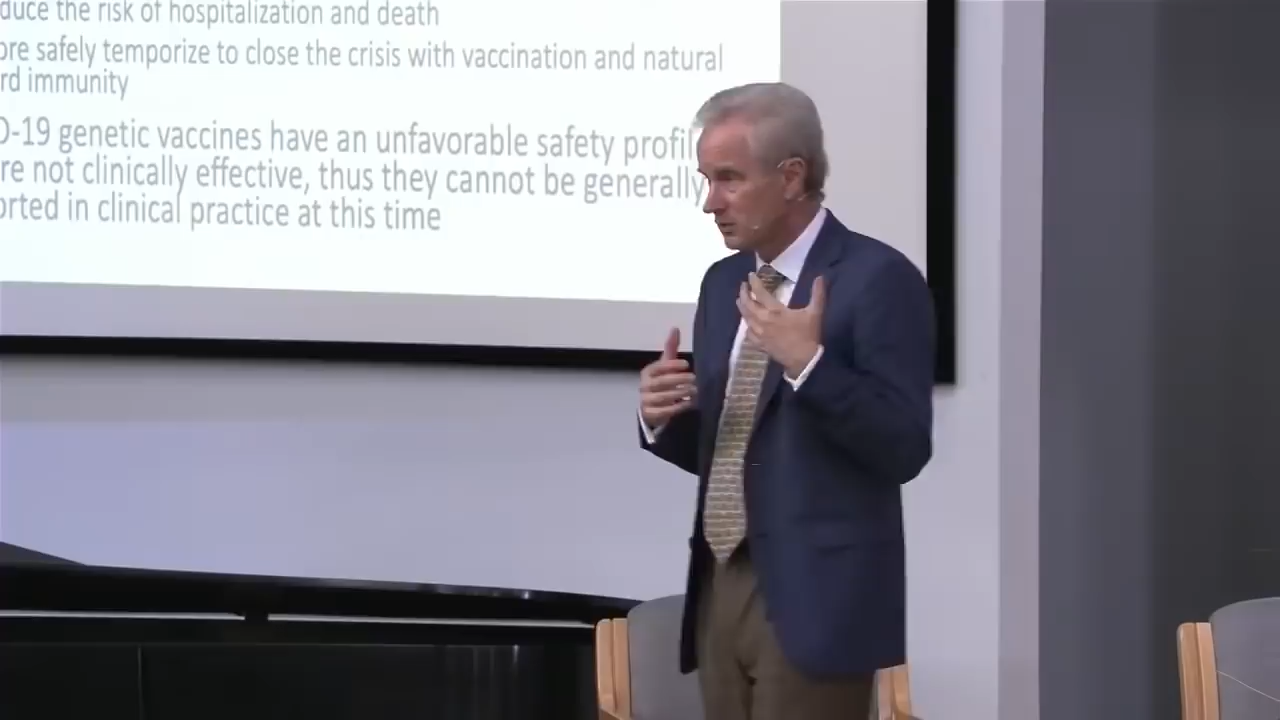 duce the risk of hospitalization and death
ore safely temporize to close the crisis with vaccination and natural
rd immunity
D-19 genetic vaccines have an unfavorable safety profil
re not clinically effective, thus they cannot be generally
orted in clinical practice at this time